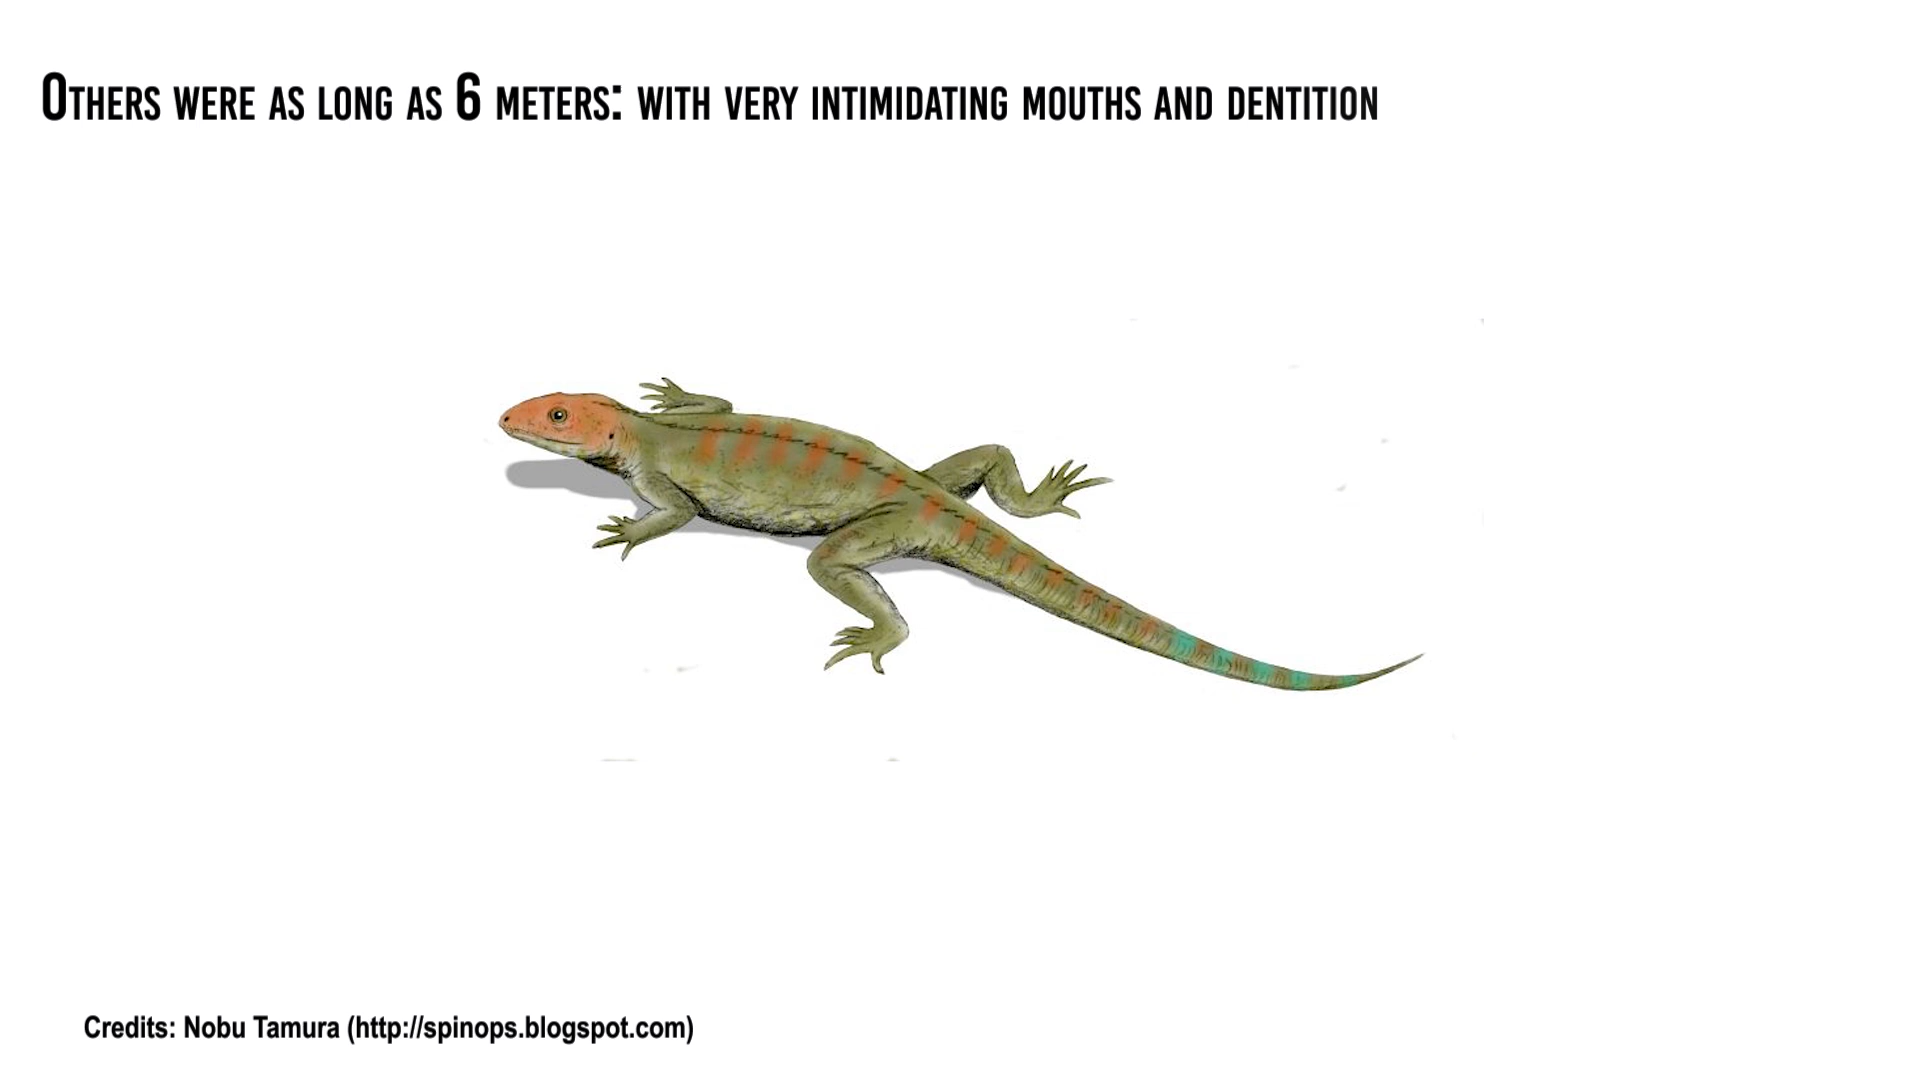 Others were as long as 6 meters: with very intimidating mouths and dentition
Credits: Nobu Tamura (http://spinops.blogspot.com)